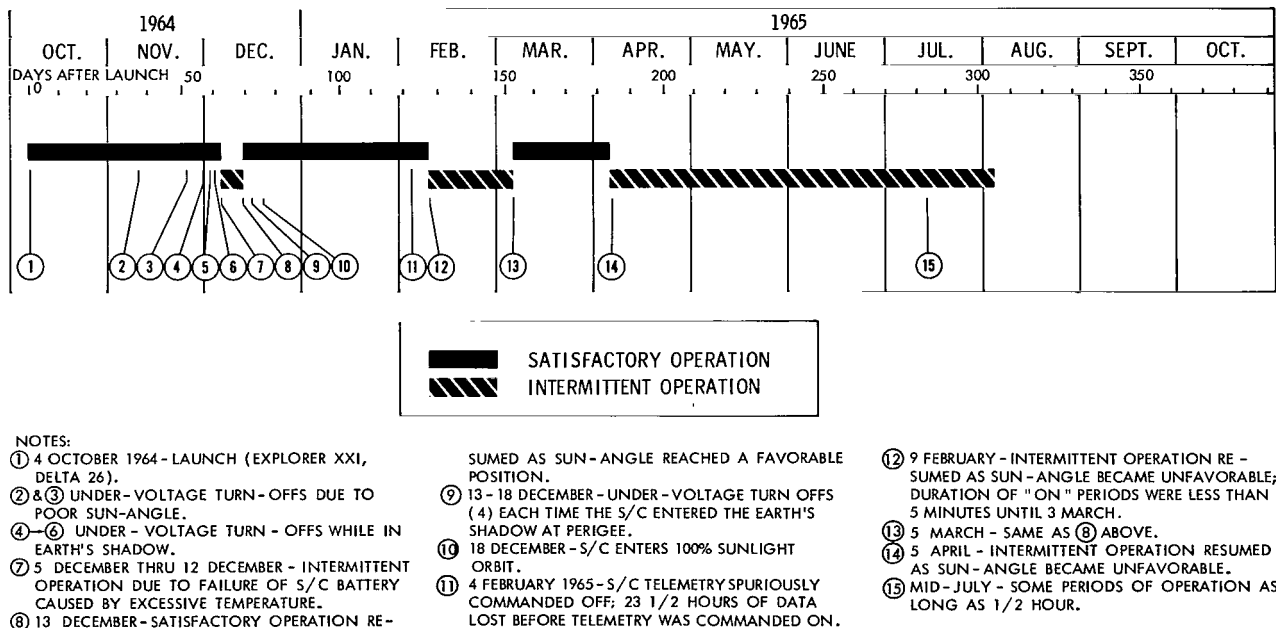 1964 1965
OCT. NOV. DEC. JAN. FEB. MAR. APR. MAY. JUNE JUL. AUG. SEPT. OCT.
DAYS AFTER LAUNCH 50 100 150 200 250 300 350
0
1 2 3 4 5 6 7 8 9 10 11 12 13 14 15
SATISFACTORY OPERATION
INTERMITTENT OPERATION
NOTES:
① 4 OCTOBER 1964 - LAUNCH (EXPLORER XXI,
DELTA 26).
② & ③ UNDER-VOLTAGE TURN-OFFS DUE TO
POOR SUN-ANGLE.
④→⑥ UNDER-VOLTAGE TURN-OFFS WHILE IN
EARTH'S SHADOW.
⑦ 5 DECEMBER THRU 12 DECEMBER - INTERMITTENT
OPERATION DUE TO FAILURE OF S/C BATTERY
CAUSED BY EXCESSIVE TEMPERATURE.
⑧ 13 DECEMBER - SATISFACTORY OPERATION RE-
SUMED AS SUN-ANGLE REACHED A FAVORABLE
POSITION.
⑨ 13-18 DECEMBER - UNDER-VOLTAGE TURN OFFS
(4) EACH TIME THE S/C ENTERED THE EARTH'S
SHADOW AT PERIGEE.
⑩ 18 DECEMBER - S/C ENTERS 100% SUNLIGHT
ORBIT.
⑪ 4 FEBRUARY 1965 - S/C TELEMETRY SPURIOUSLY
COMMANDED OFF; 23 1/2 HOURS OF DATA
LOST BEFORE TELEMETRY WAS COMMANDED ON.
⑫ 9 FEBRUARY - INTERMITTENT OPERATION RE-
SUMED AS SUN-ANGLE BECAME UNFAVORABLE;
DURATION OF "ON" PERIODS WERE LESS THAN
5 MINUTES UNTIL 3 MARCH.
⑬ 5 MARCH - SAME AS ⑧ ABOVE.
⑭ 5 APRIL - INTERMITTENT OPERATION RESUMED
AS SUN-ANGLE BECAME UNFAVORABLE.
⑮ MID-JULY - SOME PERIODS OF OPERATION AS
LONG AS 1/2 HOUR.